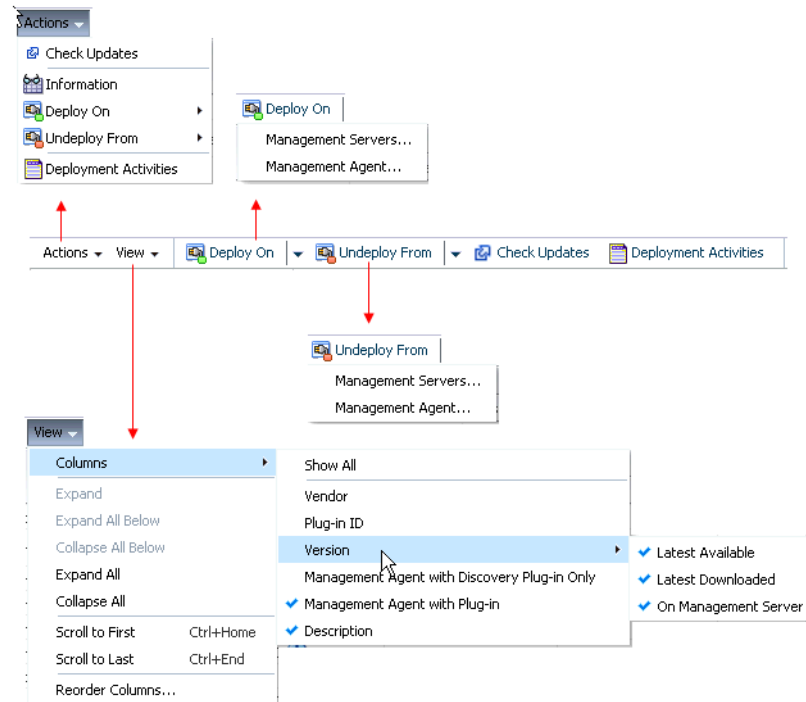 Actions
Check Updates
Information
Deploy On
Undeploy From
Deployment Activities
Deploy On
Management Servers...
Management Agent...
Actions View Deploy On Undeploy From Check Updates Deployment Activities
Undeploy From
Management Servers...
Management Agent...
View
Columns
Expand
Expand All Below
Collapse All Below
Expand All
Collapse All
Scroll to First Ctrl+Home
Scroll to Last Ctrl+End
Reorder Columns...
Show All
Vendor
Plug-in ID
Version
Management Agent with Discovery Plug-in Only
Management Agent with Plug-in
Description
Latest Available
Latest Downloaded
On Management Server